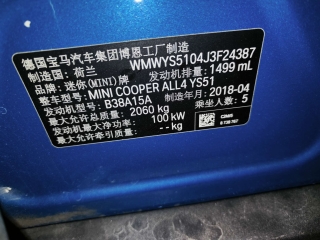 德国宝马汽车集团博恩工厂制造
制造国：荷兰 WMWYS5104J3F24387
品牌：迷你(MINI)牌 发动机排量：1499 mL
整车型号：MINI COOPER ALL4 YS51
发动机型号：B38A15A 制造年月：2018-04
最大允许总质量：2060 kg 乘坐人数：5
发动机最大净功率：100 kW
最大允许牵引质量：-- kg